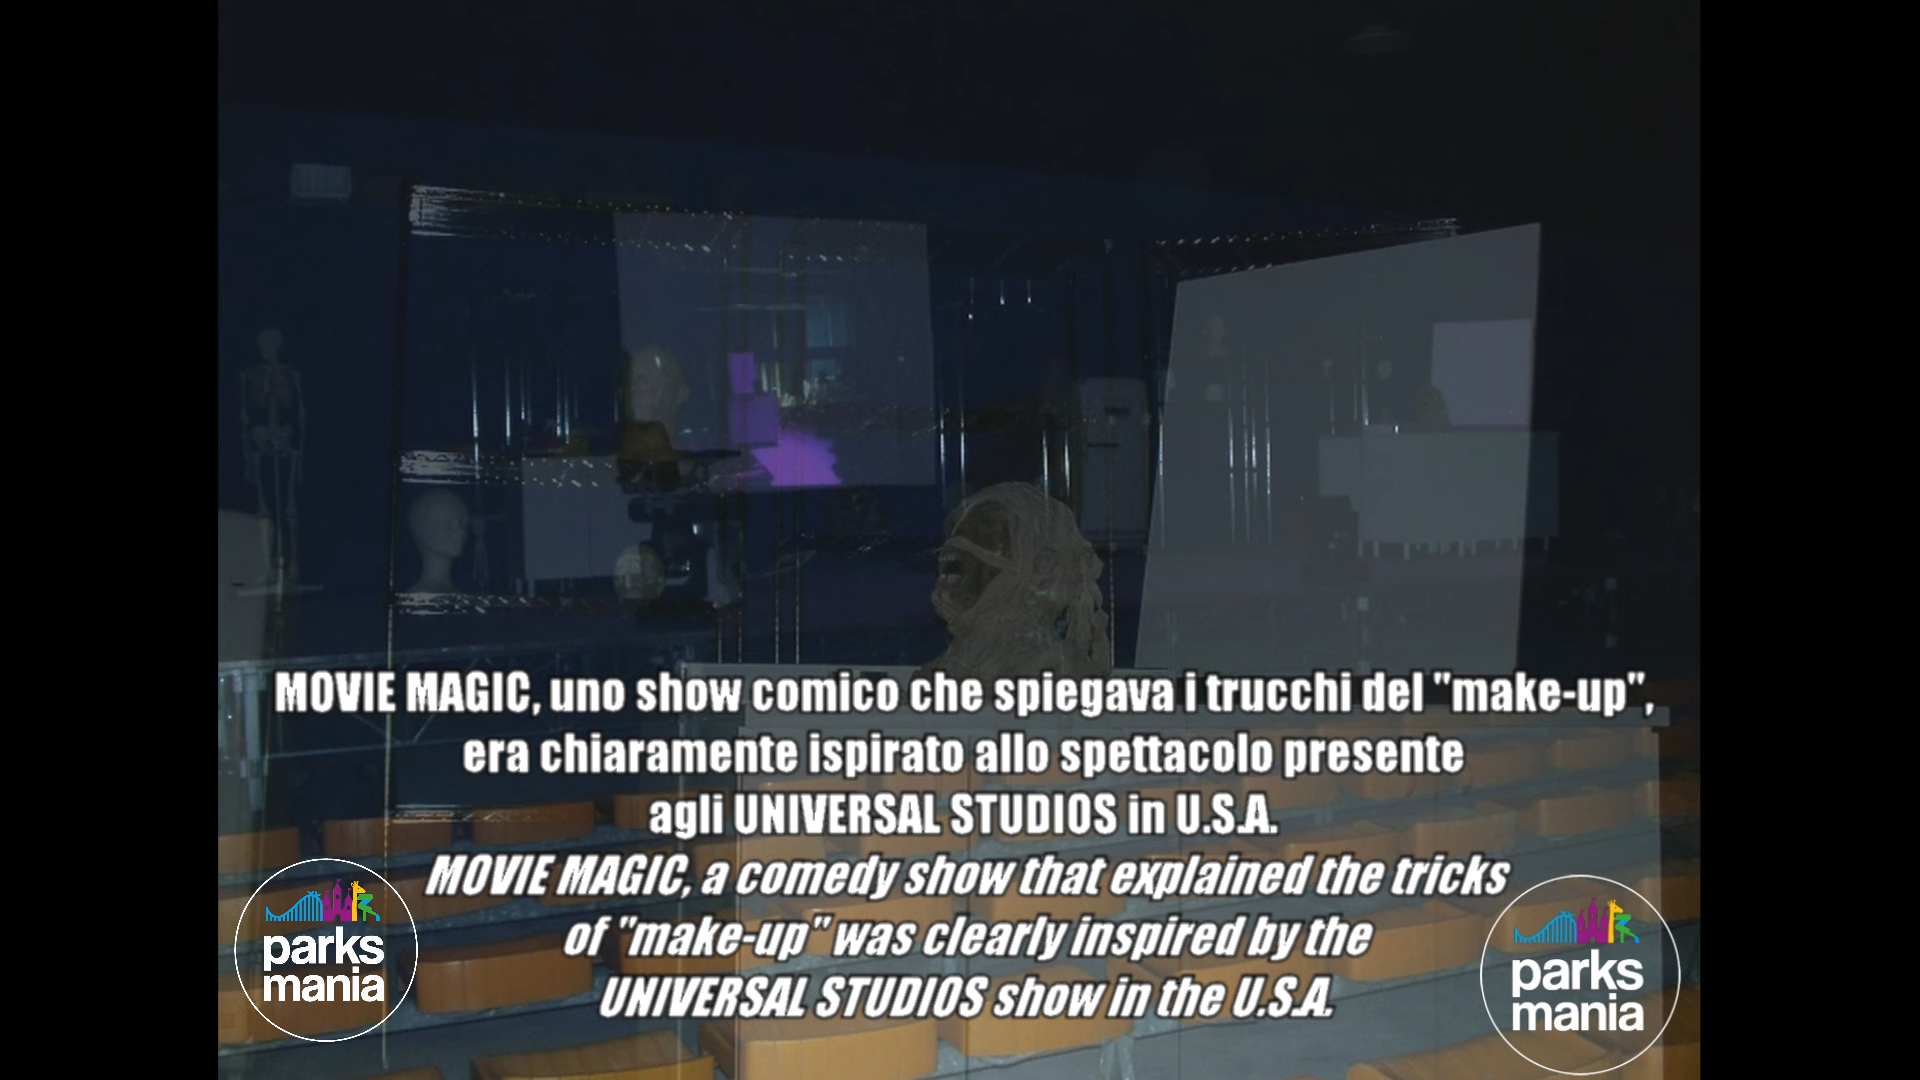 MOVIE MAGIC, uno show comico che spiegava i trucchi del "make-up",
era chiaramente ispirato allo spettacolo presente
agli UNIVERSAL STUDIOS in U.S.A.
MOVIE MAGIC, a comedy show that explained the tricks
of "make-up" was clearly inspired by the
UNIVERSAL STUDIOS show in the U.S.A.
parks
mania
parks
mania